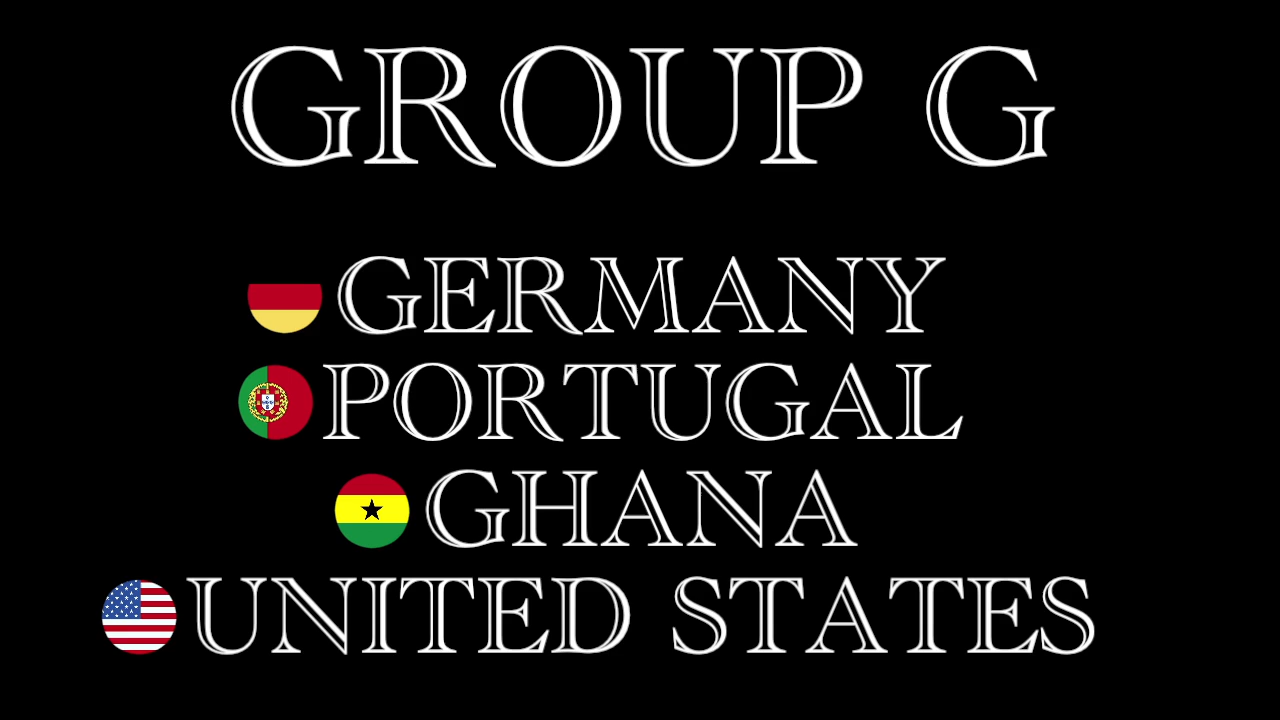 GROUP G
GERMANY
PORTUGAL
GHANA
UNITED STATES